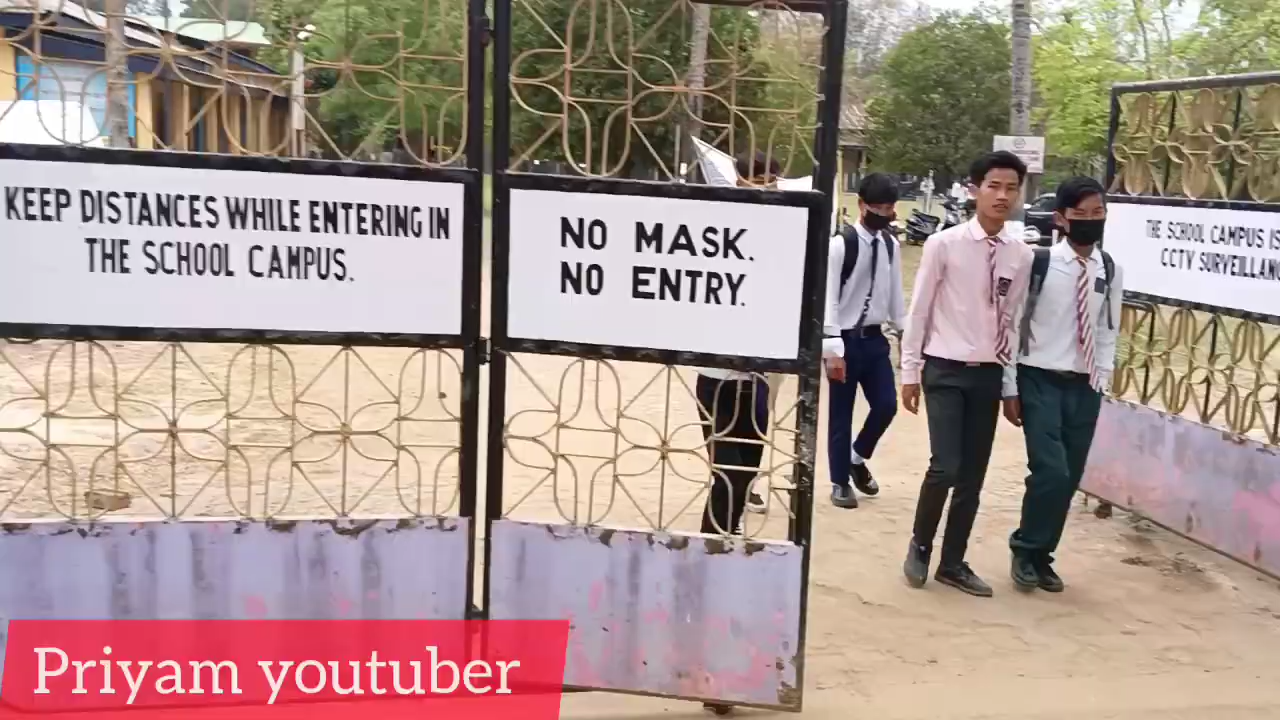 KEEP DISTANCES WHILE ENTERING IN
THE SCHOOL CAMPUS.
NO MASK.
NO ENTRY.
THE SCHOOL CAMPUS IS
CCTV
Priyam youtuber